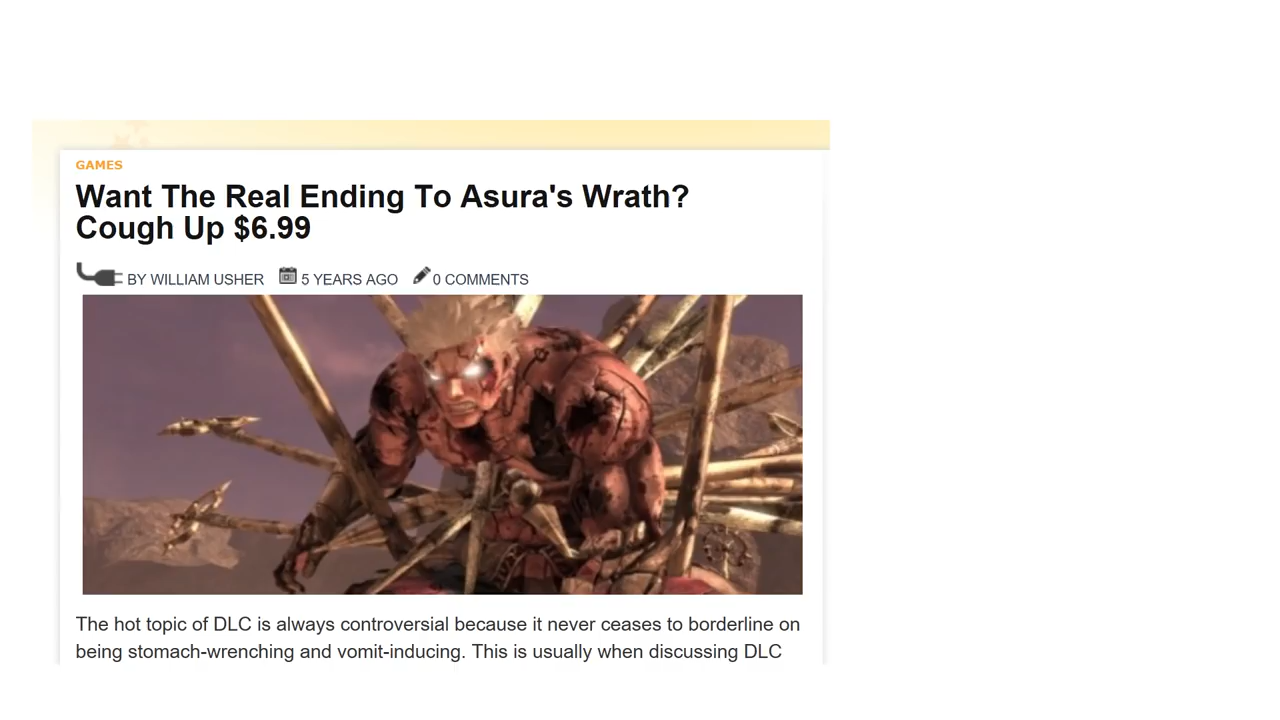 GAMES
Want The Real Ending To Asura's Wrath?
Cough Up $6.99
BY WILLIAM USHER 5 YEARS AGO 0 COMMENTS
The hot topic of DLC is always controversial because it never ceases to borderline on
being stomach-wrenching and vomit-inducing. This is usually when discussing DLC